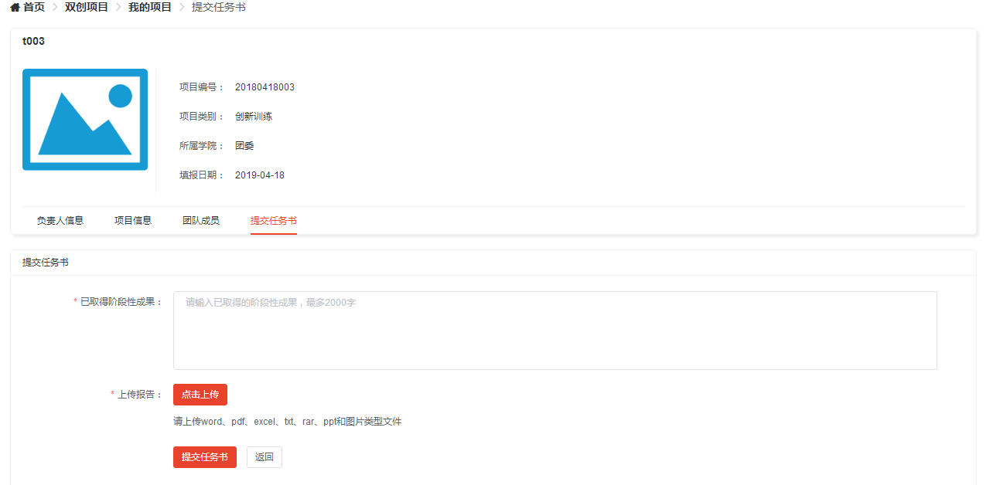 首页 > 双创项目 > 我的项目 > 提交任务书
t003
项目编号： 20180418003
项目类别： 创新训练
所属学院： 团委
填报日期： 2019-04-18
负责人信息 项目信息 团队成员 提交任务书
提交任务书
* 已取得阶段性成果： 请输入已取得的阶段性成果，最多2000字
* 上传报告： 点击上传
请上传word、pdf、excel、txt、rar、ppt和图片类型文件
提交任务书 返回